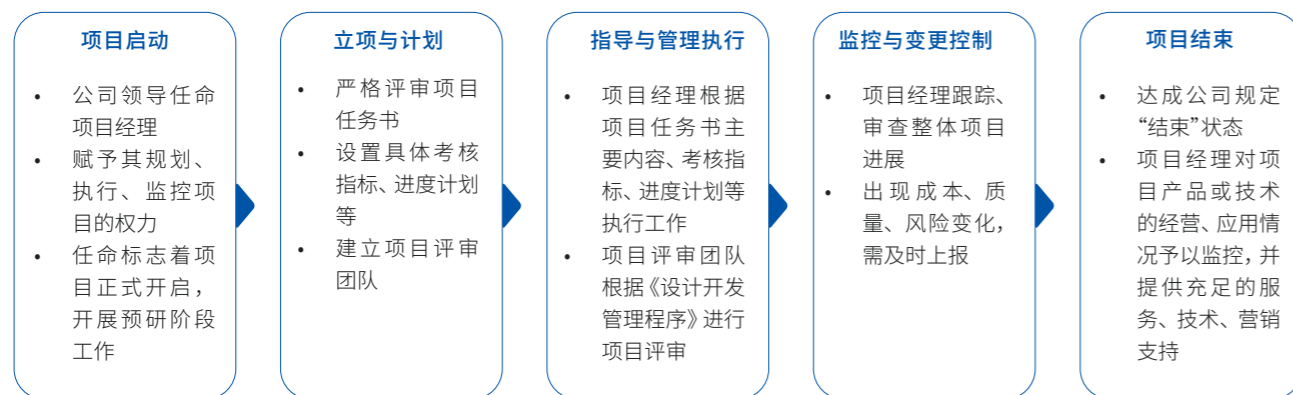 项目启动
• 公司领导任命
项目经理
• 赋予其规划、
执行、监控项
目的权力
• 任命标志着项
目正式开启，
开展预研阶段
工作
立项与计划
• 严格评审项目
任务书
• 设置具体考核
指标、进度计划
等
• 建立项目评审
团队
指导与管理执行
• 项目经理根据
项目任务书主
要内容、考核指
标、进度计划等
执行工作
• 项目评审团队
根据《设计开发
管理程序》进行
项目评审
监控与变更控制
• 项目经理跟踪、
审查整体项目
进展
• 出现成本、质
量、风险变化，
需及时上报
项目结束
• 达成公司规定
“结束”状态
• 项目经理对项
目产品或技术
的经营、应用情
况予以监控，并
提供充足的服
务、技术、营销
支持